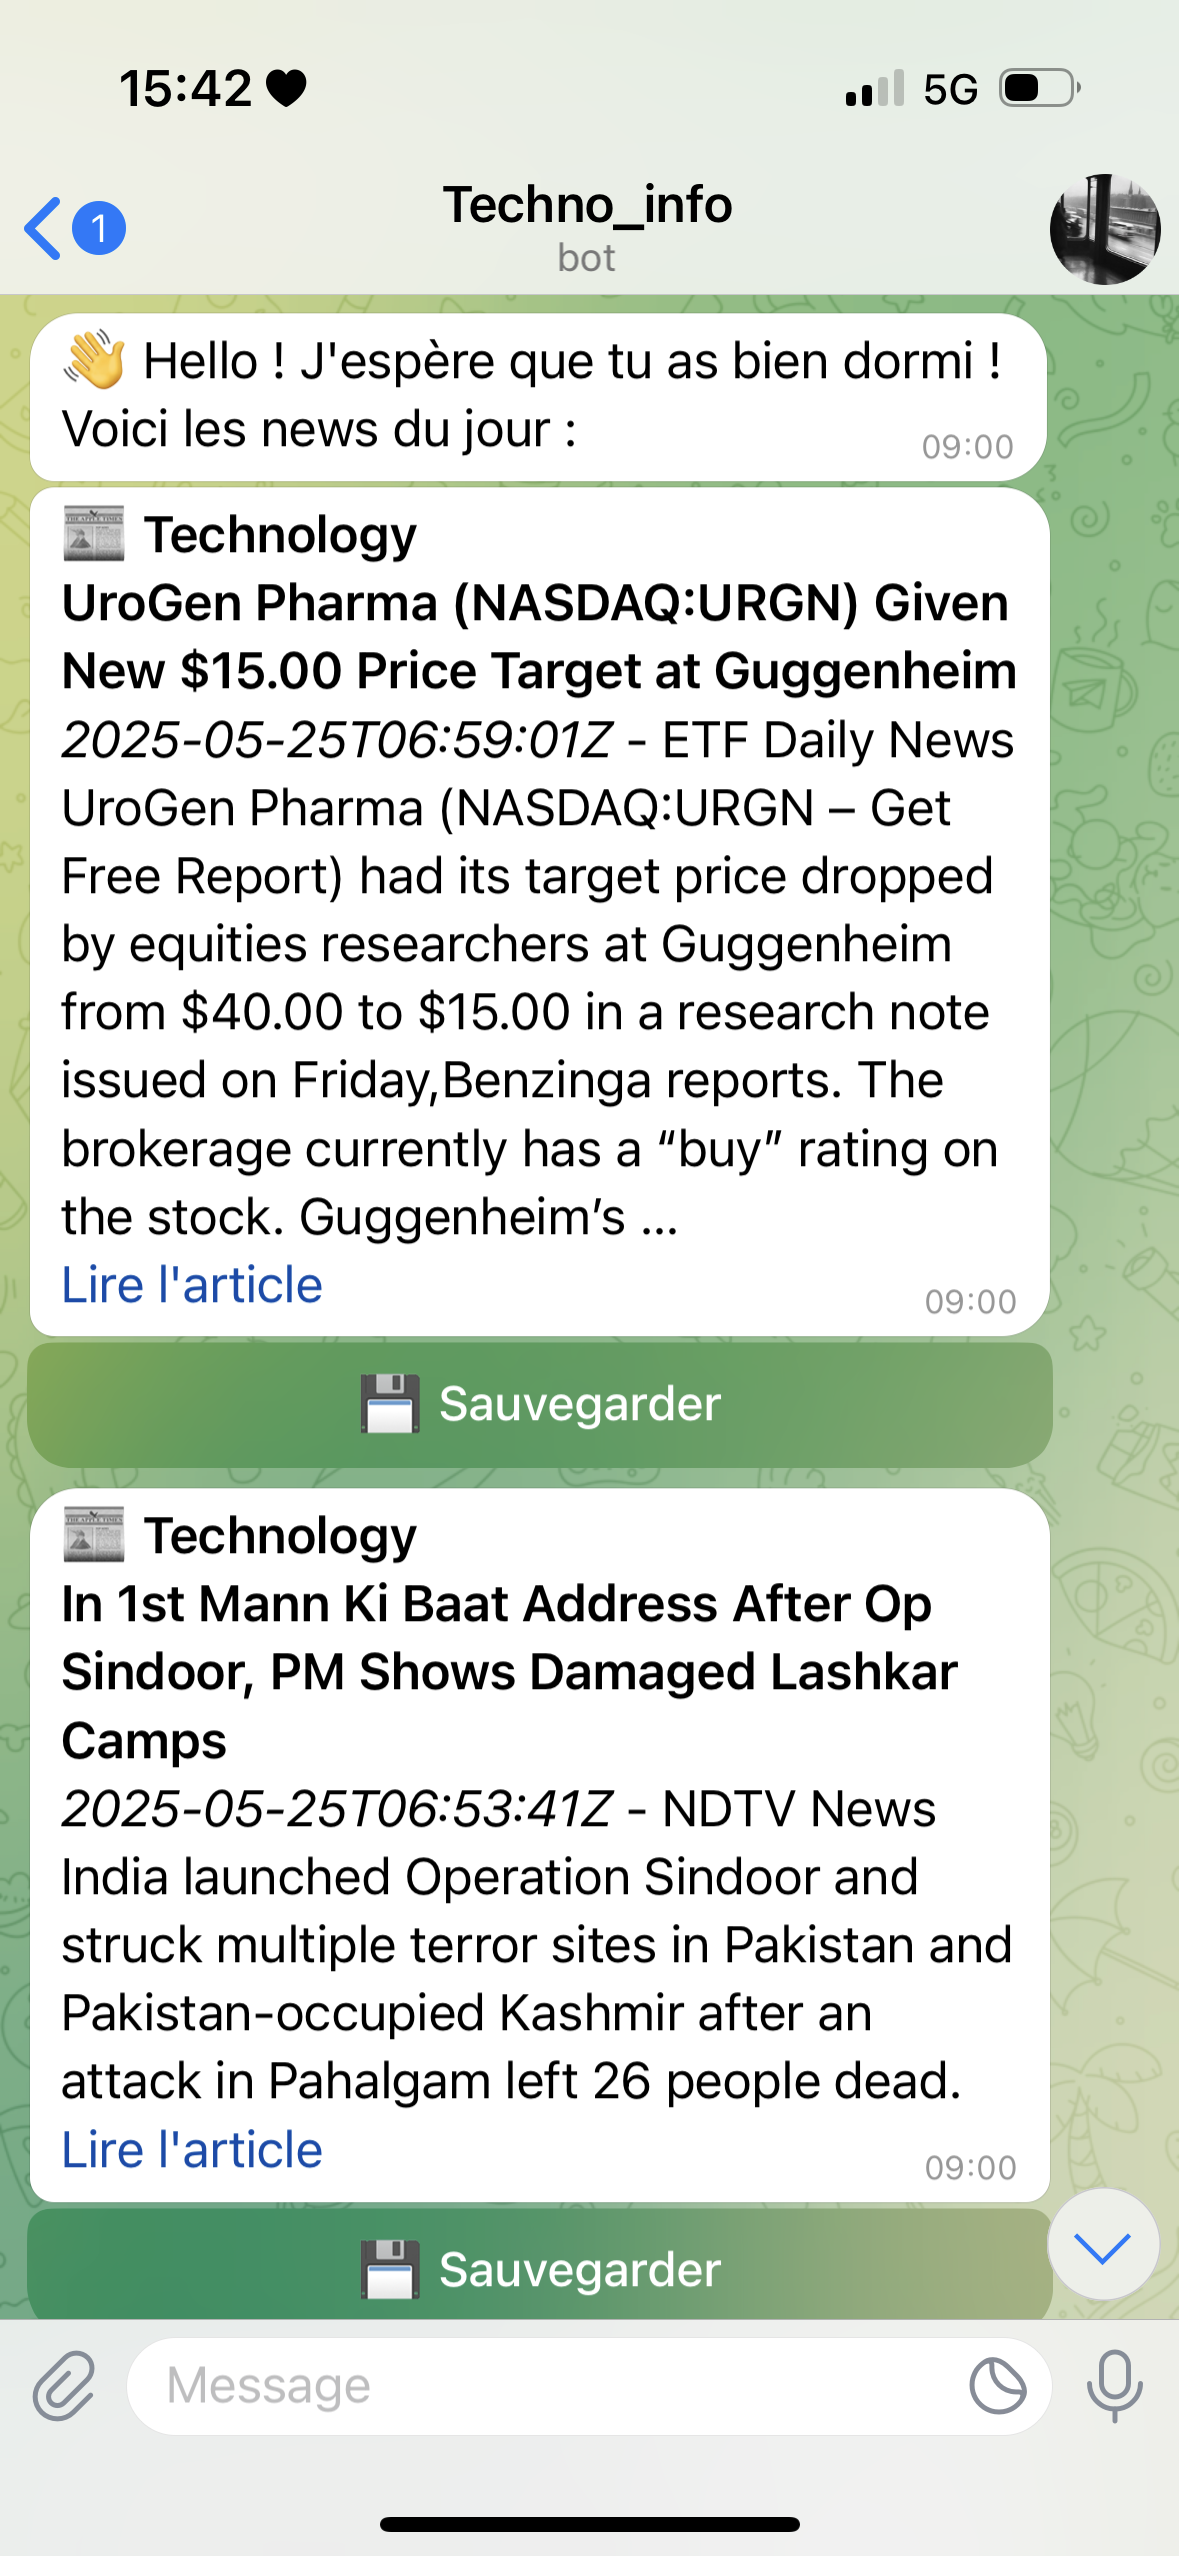 15:42 🖤 5G
1
Techno_info
bot
👋 Hello ! J'espère que tu as bien dormi !
Voici les news du jour :
09:00
📰 Technology
UroGen Pharma (NASDAQ:URGN) Given
New $15.00 Price Target at Guggenheim
2025-05-25T06:59:01Z - ETF Daily News
UroGen Pharma (NASDAQ:URGN – Get
Free Report) had its target price dropped
by equities researchers at Guggenheim
from $40.00 to $15.00 in a research note
issued on Friday,Benzinga reports. The
brokerage currently has a “buy” rating on
the stock. Guggenheim’s ...
Lire l'article
09:00
💾 Sauvegarder
📰 Technology
In 1st Mann Ki Baat Address After Op
Sindoor, PM Shows Damaged Lashkar
Camps
2025-05-25T06:53:41Z - NDTV News
India launched Operation Sindoor and
struck multiple terror sites in Pakistan and
Pakistan-occupied Kashmir after an
attack in Pahalgam left 26 people dead.
Lire l'article
09:00
💾 Sauvegarder
Message